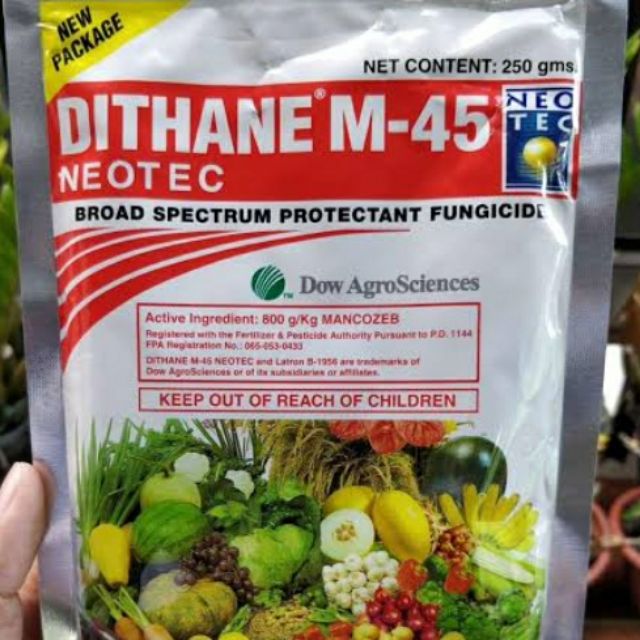 NEW
PACKAGE
NET CONTENT: 250 gms.
DITHANE® M-45
NEOTEC
NEO
TEC
BROAD SPECTRUM PROTECTANT FUNGICIDE
™ Dow AgroSciences
Active Ingredient: 800 g/Kg MANCOZEB
Registered with the Fertilizer & Pesticide Authority Pursuant to P.D. 1144
FPA Registration No.: 065-053-0433
DITHANE M-45 NEOTEC and Latron B-1956 are trademarks of
Dow AgroSciences or of its subsidiaries or affiliates.
KEEP OUT OF REACH OF CHILDREN